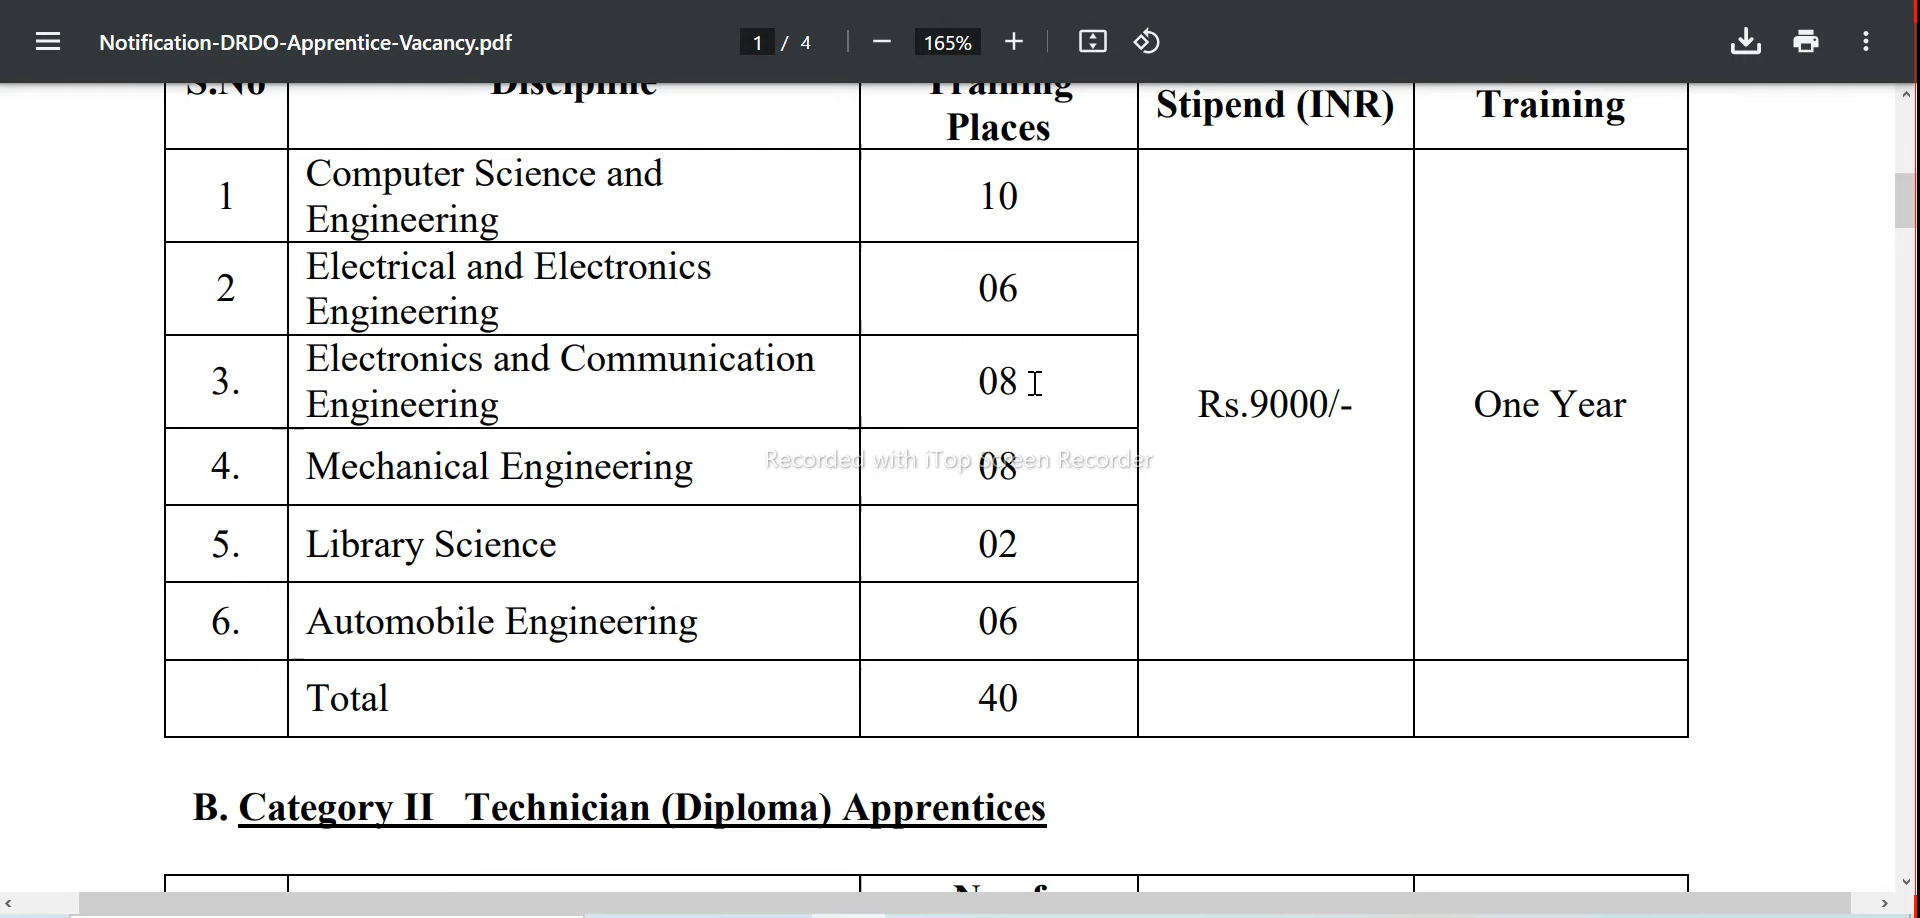 Notification-DRDO-Apprentice-Vacancy.pdf
1 / 4
165%
S.No Discipline Training
Places Stipend (INR) Training
1 Computer Science and
Engineering 10
2 Electrical and Electronics
Engineering 06
3. Electronics and Communication
Engineering 08
Rs.9000/- One Year
4. Mechanical Engineering 08
Recorded with iTop Screen Recorder
5. Library Science 02
6. Automobile Engineering 06
Total 40
B. Category II Technician (Diploma) Apprentices